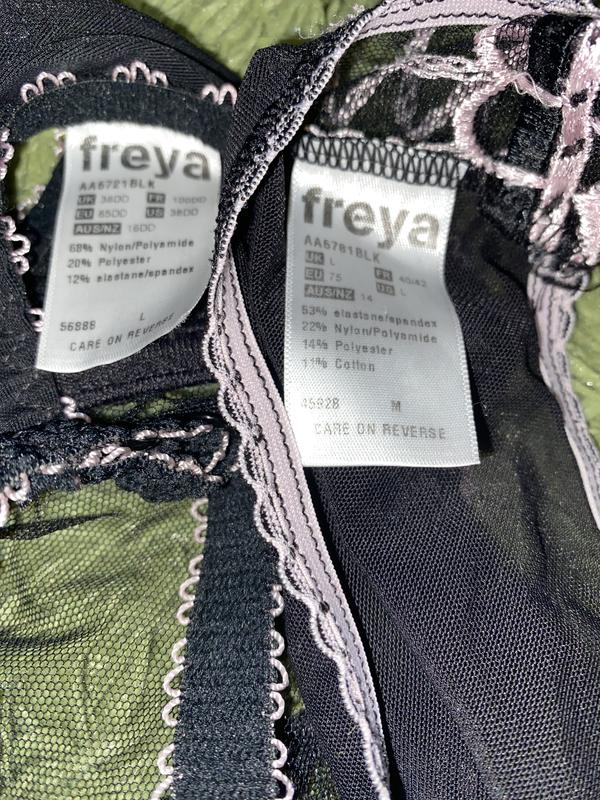 freya
AA5721BLK
UK 38DD FR 100DD
EU 85DD US 38DD
AUS/NZ 16DD
68% Nylon/Polyamide
20% Polyester
12% elastane/spandex
56888 L
CARE ON REVERSE
freya
AA5781BLK
UK L
EU 75 FR 40/42
AUS/NZ 14 US L
53% elastane/spandex
22% Nylon/Polyamide
14% Polyester
11% Cotton
45928 M
CARE ON REVERSE